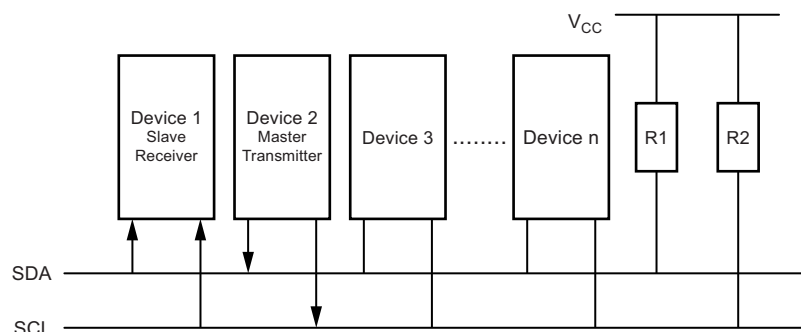 VCC
Device 1
Slave
Receiver
Device 2
Master
Transmitter
Device 3
........
Device n
R1
R2
SDA
SCL